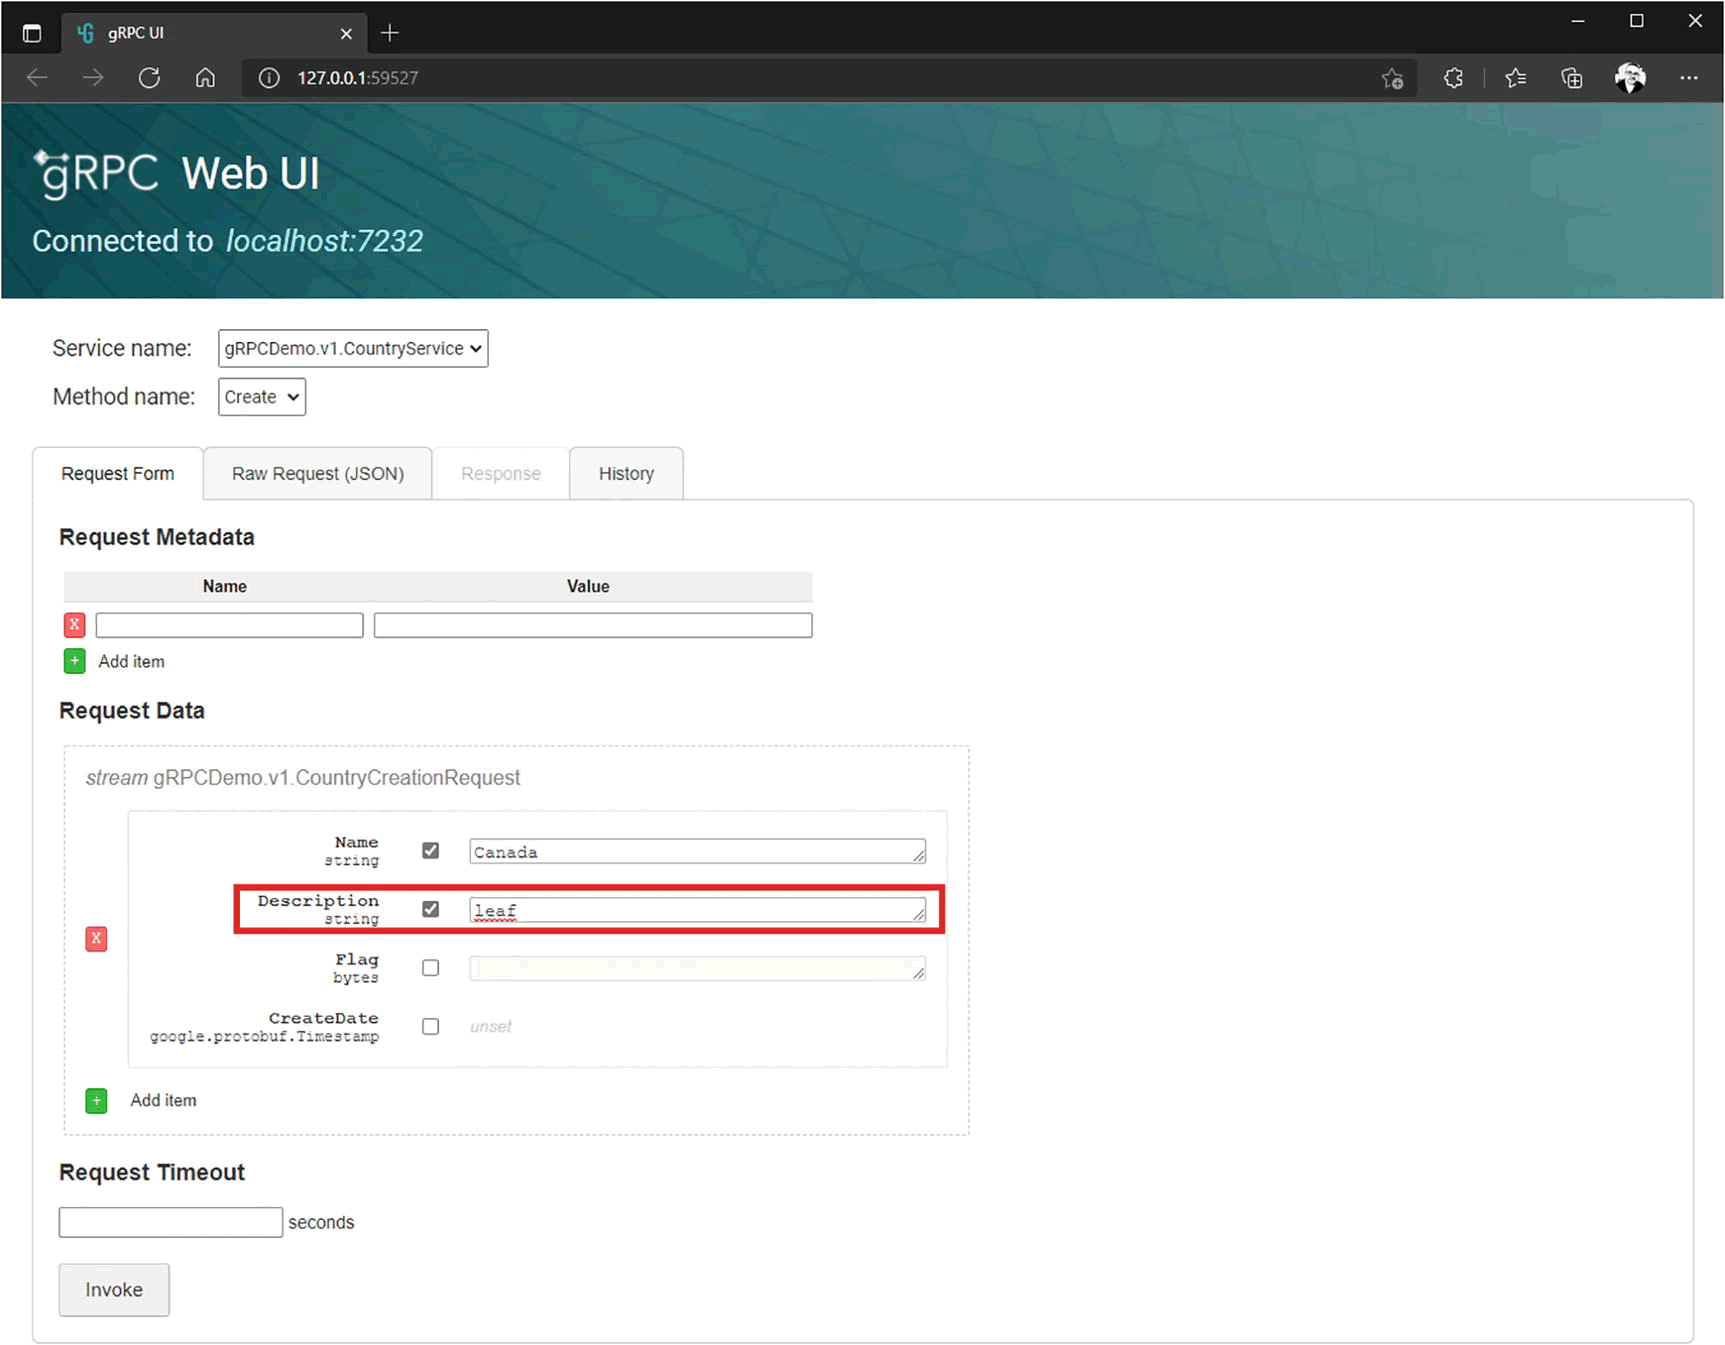 gRPC UI
127.0.0.1:59527
gRPC Web UI
Connected to localhost:7232
Service name: gRPCDemo.v1.CountryService
Method name: Create
Request Form Raw Request (JSON) Response History
Request Metadata
Name Value
X
+ Add item
Request Data
stream gRPCDemo.v1.CountryCreationRequest
Name
string
Canada
Description
string
leaf
X
Flag
bytes
CreateDate
google.protobuf.Timestamp
unset
+ Add item
Request Timeout
seconds
Invoke